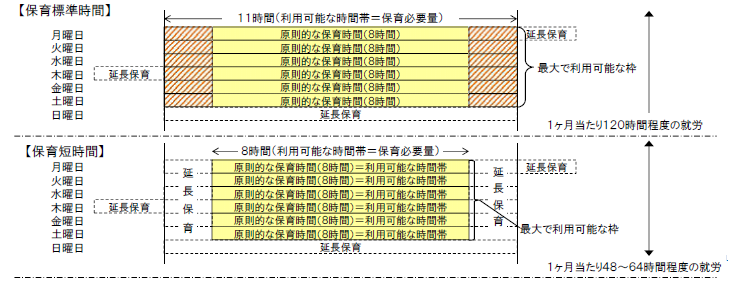 【保育標準時間】
11時間(利用可能な時間帯＝保育必要量)
月曜日 原則的な保育時間(8時間) 延長保育
火曜日 原則的な保育時間(8時間)
水曜日 原則的な保育時間(8時間)
木曜日 延長保育 原則的な保育時間(8時間) 最大で利用可能な枠
金曜日 原則的な保育時間(8時間)
土曜日 原則的な保育時間(8時間)
日曜日 延長保育
1ヶ月当たり120時間程度の就労
【保育短時間】
8時間(利用可能な時間帯＝保育必要量)
月曜日 延長保育 原則的な保育時間(8時間)＝利用可能な時間帯 延長保育 延長保育
火曜日 原則的な保育時間(8時間)＝利用可能な時間帯
水曜日 原則的な保育時間(8時間)＝利用可能な時間帯
木曜日 延長保育 原則的な保育時間(8時間)＝利用可能な時間帯
金曜日 原則的な保育時間(8時間)＝利用可能な時間帯 最大で利用可能な枠
土曜日 原則的な保育時間(8時間)＝利用可能な時間帯
日曜日 延長保育
1ヶ月当たり48～64時間程度の就労